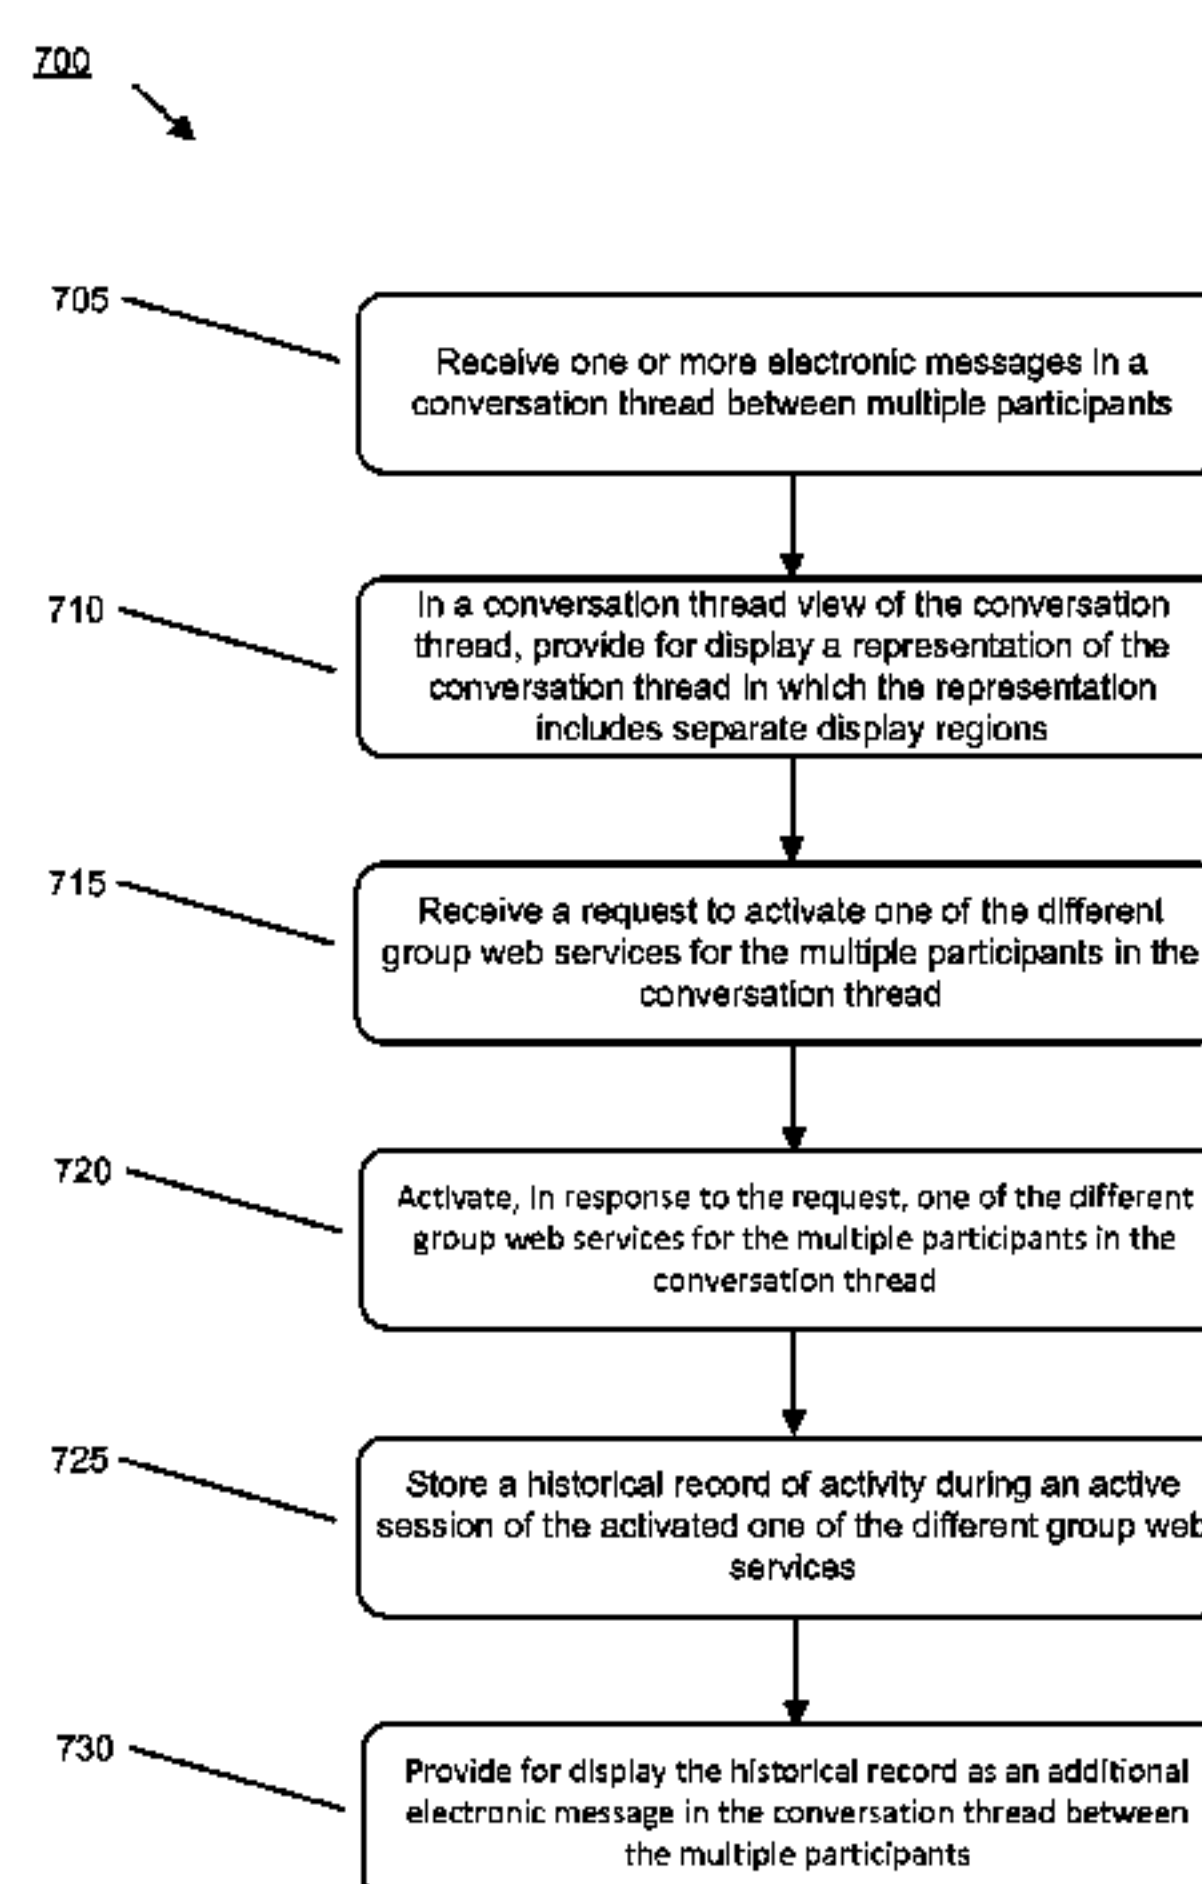 700
705
Receive one or more electronic messages in a
conversation thread between multiple participants
710
In a conversation thread view of the conversation
thread, provide for display a representation of the
conversation thread in which the representation
includes separate display regions
715
Receive a request to activate one of the different
group web services for the multiple participants in the
conversation thread
720
Activate, in response to the request, one of the different
group web services for the multiple participants in the
conversation thread
725
Store a historical record of activity during an active
session of the activated one of the different group web
services
730
Provide for display the historical record as an additional
electronic message in the conversation thread between
the multiple participants